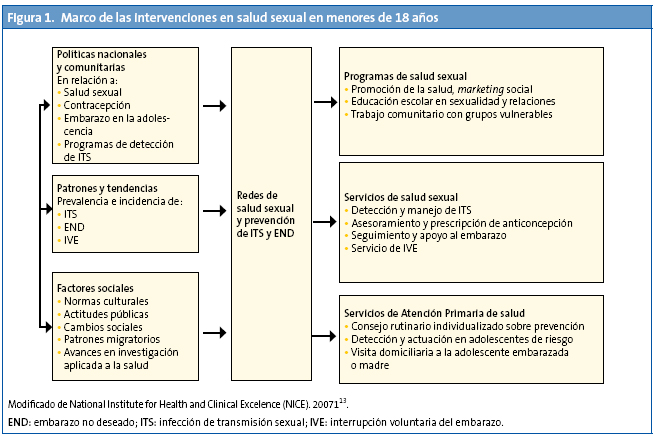 Figura 1. Marco de las intervenciones en salud sexual en menores de 18 años
Políticas nacionales
y comunitarias
En relación a:
• Salud sexual
• Contracepción
• Embarazo en la adoles-
cencia
• Programas de detección
de ITS
Patrones y tendencias
Prevalencia e incidencia de:
• ITS
• END
• IVE
Factores sociales
• Normas culturales
• Actitudes públicas
• Cambios sociales
• Patrones migratorios
• Avances en investigación
aplicada a la salud
Redes de
salud sexual
y prevención
de ITS y END
Programas de salud sexual
• Promoción de la salud, marketing social
• Educación escolar en sexualidad y relaciones
• Trabajo comunitario con grupos vulnerables
Servicios de salud sexual
• Detección y manejo de ITS
• Asesoramiento y prescripción de anticoncepción
• Seguimiento y apoyo al embarazo
• Servicio de IVE
Servicios de Atención Primaria de salud
• Consejo rutinario individualizado sobre prevención
• Detección y actuación en adolescentes de riesgo
• Visita domiciliaria a la adolescente embarazada
o madre
Modificado de National Institute for Health and Clinical Excelence (NICE). 20071¹³.
END: embarazo no deseado; ITS: infección de transmisión sexual; IVE: interrupción voluntaria del embarazo.